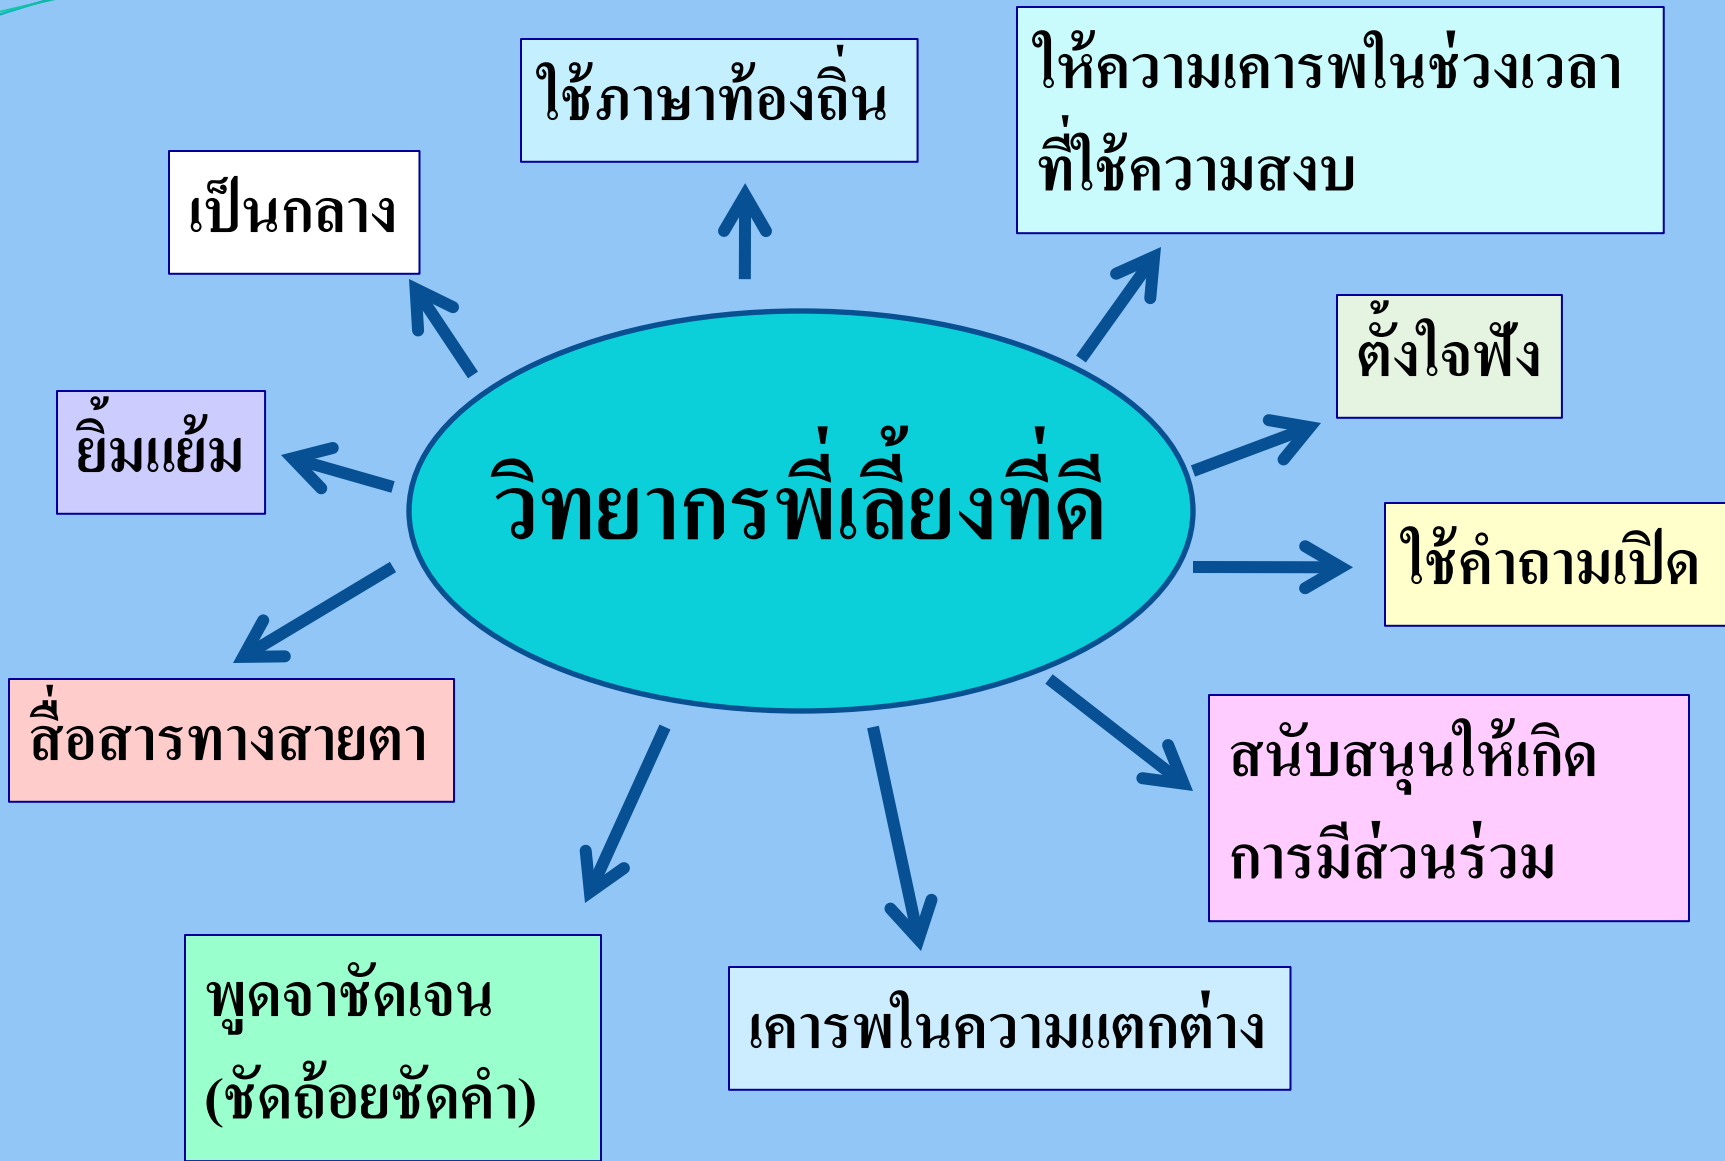 ใช้ภาษาท้องถิ่น
ให้ความเคารพในช่วงเวลา
ที่ใช้ความสงบ
เป็นกลาง
ตั้งใจฟัง
ยิ้มแย้ม
วิทยากรพี่เลี้ยงที่ดี
ใช้คำถามเปิด
สื่อสารทางสายตา
สนับสนุนให้เกิด
การมีส่วนร่วม
พูดจาชัดเจน
(ชัดถ้อยชัดคำ)
เคารพในความแตกต่าง